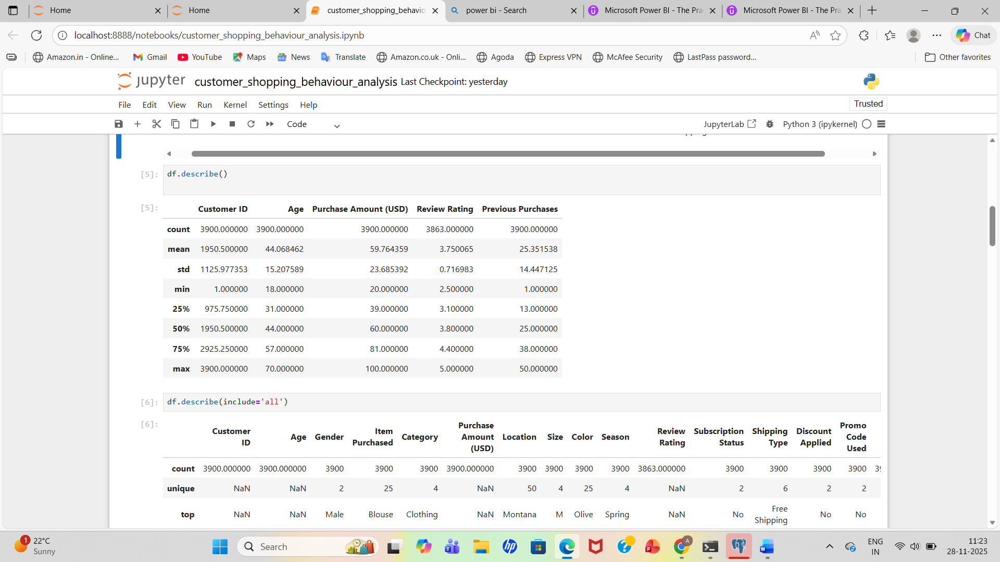 Home
Home
customer_shopping_behavio
power bi - Search
Microsoft Power BI - The Pra
Microsoft Power BI - The Pra
localhost:8888/notebooks/customer_shopping_behaviour_analysis.ipynb
Chat
Amazon.in - Online...
Gmail
YouTube
Maps
News
Translate
Amazon.co.uk - Onli...
Agoda
Express VPN
McAfee Security
LastPass password...
Other favorites
jupyter customer_shopping_behaviour_analysis Last Checkpoint: yesterday
File Edit View Run Kernel Settings Help
Trusted
Code
JupyterLab
Python 3 (ipykernel)
[5]: df.describe()
[5]: Customer ID Age Purchase Amount (USD) Review Rating Previous Purchases
count 3900.000000 3900.000000 3900.000000 3863.000000 3900.000000
mean 1950.500000 44.068462 59.764359 3.750065 25.351538
std 1125.977353 15.207589 23.685392 0.716983 14.447125
min 1.000000 18.000000 20.000000 2.500000 1.000000
25% 975.750000 31.000000 39.000000 3.100000 13.000000
50% 1950.500000 44.000000 60.000000 3.800000 25.000000
75% 2925.250000 57.000000 81.000000 4.400000 38.000000
max 3900.000000 70.000000 100.000000 5.000000 50.000000
[6]: df.describe(include='all')
[6]: Customer ID Age Gender Item Purchased Category Purchase Amount (USD) Location Size Color Season Review Rating Subscription Status Shipping Type Discount Applied Promo Code Used
count 3900.000000 3900.000000 3900 3900 3900 3900.000000 3900 3900 3900 3900 3863.000000 3900 3900 3900 3900
unique NaN NaN 2 25 4 NaN 50 4 25 4 NaN 2 6 2 2
top NaN NaN Male Blouse Clothing NaN Montana M Olive Spring NaN No Free Shipping No No
1
22°C
Sunny
Search
ENG
IN
11:23
28-11-2025